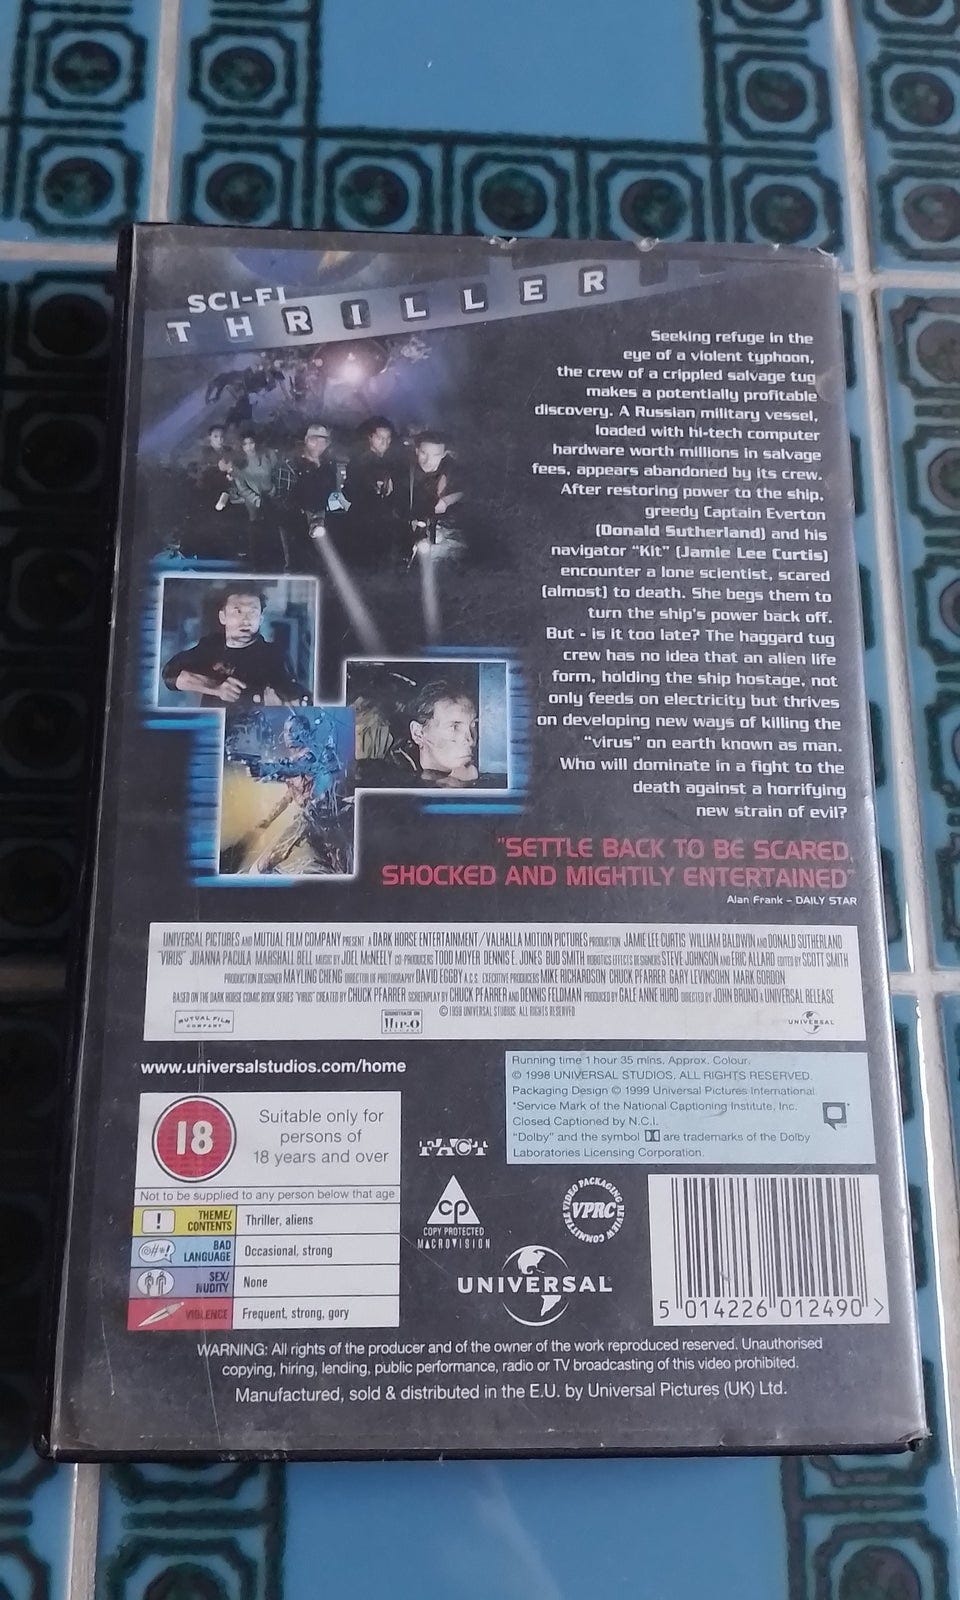 SCI-FI
THRILLER
Seeking refuge in the
eye of a violent typhoon,
the crew of a crippled salvage tug
makes a potentially profitable
discovery. A Russian military vessel,
loaded with hi-tech computer
hardware worth millions in salvage
fees, appears abandoned by its crew.
After restoring power to the ship,
greedy Captain Everton
(Donald Sutherland) and his
navigator "Kit" (Jamie Lee Curtis)
encounter a lone scientist, scared
(almost) to death. She begs them to
turn the ship's power back off.
But - is it too late? The haggard tug
crew has no idea that an alien life
form, holding the ship hostage, not
only feeds on electricity but thrives
on developing new ways of killing the
"virus" on earth known as man.
Who will dominate in a fight to the
death against a horrifying
new strain of evil?
"SETTLE BACK TO BE SCARED,
SHOCKED AND MIGHTILY ENTERTAINED"
Alan Frank - DAILY STAR
UNIVERSAL PICTURES AND MUTUAL FILM COMPANY PRESENT A DARK HORSE ENTERTAINMENT/VALHALLA MOTION PICTURES PRODUCTION JAMIE LEE CURTIS WILLIAM BALDWIN AND DONALD SUTHERLAND
"VIRUS" JOANNA PACULA MARSHALL BELL MUSIC BY JOEL McNEELY CO-PRODUCERS TODD MOYER DENNIS E. JONES BUD SMITH ROBOTICS EFFECTS DESIGNERS STEVE JOHNSON AND ERIC ALLARD EDITED BY SCOTT SMITH
PRODUCTION DESIGNER MAYLING CHENG DIRECTOR OF PHOTOGRAPHY DAVID EGGBY A.C.S. EXECUTIVE PRODUCERS MIKE RICHARDSON CHUCK PFARRER GARY LEVINSOHN MARK GORDON
BASED ON THE DARK HORSE COMIC BOOK SERIES "VIRUS" CREATED BY CHUCK PFARRER SCREENPLAY BY CHUCK PFARRER AND DENNIS FELDMAN PRODUCED BY GALE ANNE HURD DIRECTED BY JOHN BRUNO A UNIVERSAL RELEASE
© 1998 UNIVERSAL STUDIOS. ALL RIGHTS RESERVED
MUTUAL FILM
COMPANY
SOUNDTRACK ON
HIP-O
RECORDS
UNIVERSAL
www.universalstudios.com/home
Running time 1 hour 35 mins. Approx. Colour.
© 1998 UNIVERSAL STUDIOS. ALL RIGHTS RESERVED.
Packaging Design © 1999 Universal Pictures International.
*Service Mark of the National Captioning Institute, Inc.
Closed Captioned by N.C.I.
"Dolby" and the symbol are trademarks of the Dolby
Laboratories Licensing Corporation.
18
Suitable only for
persons of
18 years and over
Not to be supplied to any person below that age
THEME/
CONTENTS
Thriller, aliens
@#*!
BAD
LANGUAGE
Occasional, strong
SEX/
NUDITY
None
VIOLENCE
Frequent, strong, gory
FACT
CP
COPY PROTECTED
MACROVISION
VIDEO PACKAGING REVIEW COMMITTEE
VPRC
UNIVERSAL
5 014226 012490 >
WARNING: All rights of the producer and of the owner of the work reproduced reserved. Unauthorised
copying, hiring, lending, public performance, radio or TV broadcasting of this video prohibited.
Manufactured, sold & distributed in the E.U. by Universal Pictures (UK) Ltd.